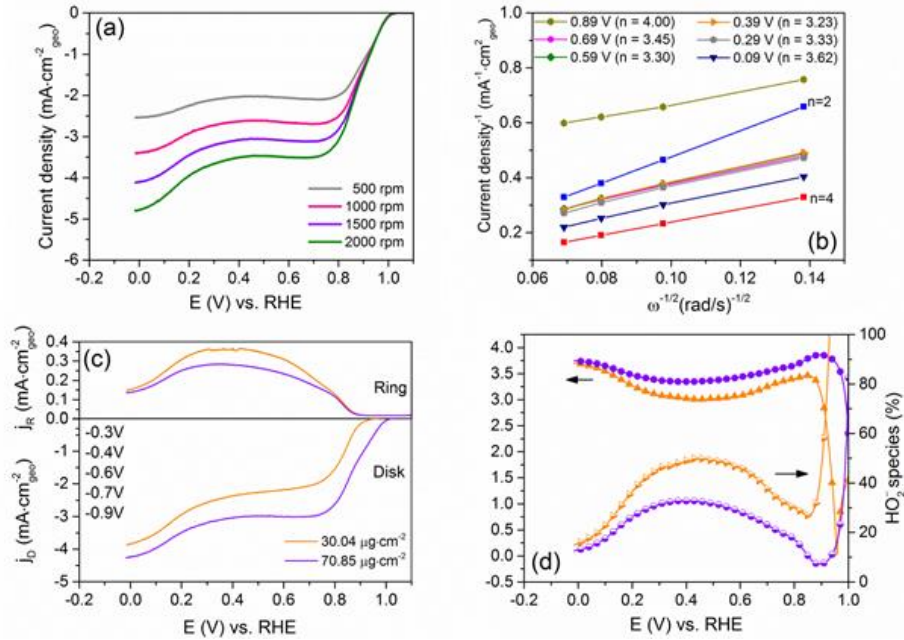 (a)
0
-1
-2
-3
-4
-5
-6
Current density (mA·cm⁻²geo)
500 rpm
1000 rpm
1500 rpm
2000 rpm
0.0 0.2 0.4 0.6 0.8 1.0
E (V) vs. RHE
1.0
0.8
0.6
0.4
0.2
Current density⁻¹ (mA⁻¹·cm²geo)
0.89 V (n = 4.00) 0.39 V (n = 3.23)
0.69 V (n = 3.45) 0.29 V (n = 3.33)
0.59 V (n = 3.30) 0.09 V (n = 3.62)
n=2
n=4
(b)
0.06 0.08 0.10 0.12 0.14
ω⁻¹/²(rad/s)⁻¹/²
(c)
0.4
0.3
0.2
0.1
0.0
jR (mA·cm⁻²geo)
Ring
-0.3V
-0.4V
-0.6V
-0.7V
-0.9V
Disk
-1
-2
-3
-4
-5
jD (mA·cm⁻²geo)
30.04 µg·cm⁻²
70.85 µg·cm⁻²
0.0 0.2 0.4 0.6 0.8 1.0
E (V) vs. RHE
4.0
3.5
3.0
2.5
2.0
1.5
1.0
0.5
0.0
-0.5
100
80
60
40
20
0
HO₂⁻ species (%)
(d)
0.0 0.2 0.4 0.6 0.8 1.0
E (V) vs. RHE